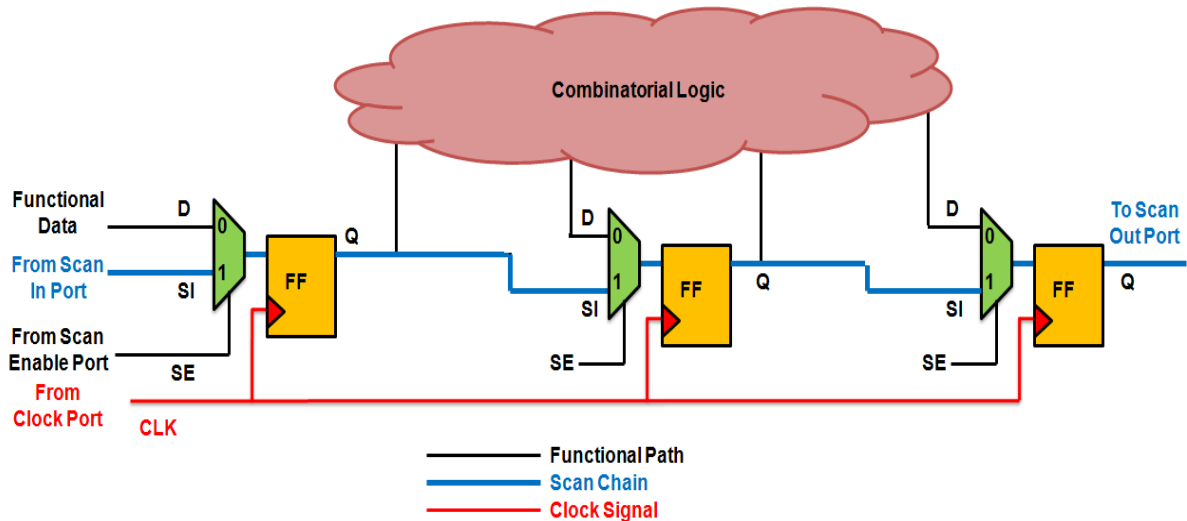 Combinatorial Logic
Functional
Data
D
0
From Scan
In Port
1
SI
From Scan
Enable Port
SE
From
Clock Port
CLK
Q
FF
D
0
1
SI
SE
FF
Q
D
0
1
SI
SE
FF
Q
To Scan
Out Port
Functional Path
Scan Chain
Clock Signal